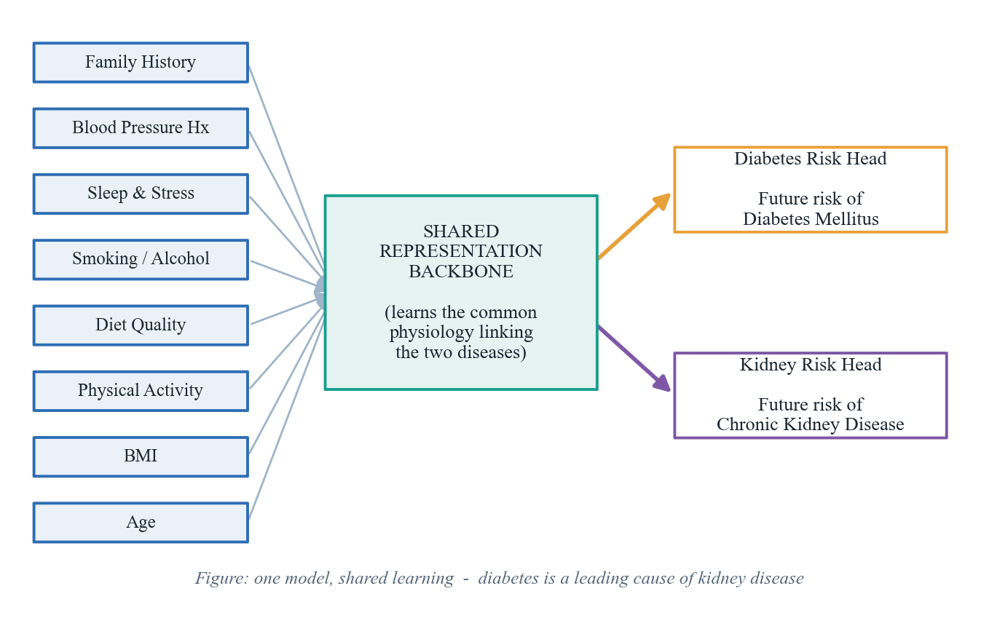 Family History
Blood Pressure Hx
Sleep & Stress
Smoking / Alcohol
Diet Quality
Physical Activity
BMI
Age
SHARED
REPRESENTATION
BACKBONE
(learns the common
physiology linking
the two diseases)
Diabetes Risk Head
Future risk of
Diabetes Mellitus
Kidney Risk Head
Future risk of
Chronic Kidney Disease
Figure: one model, shared learning - diabetes is a leading cause of kidney disease